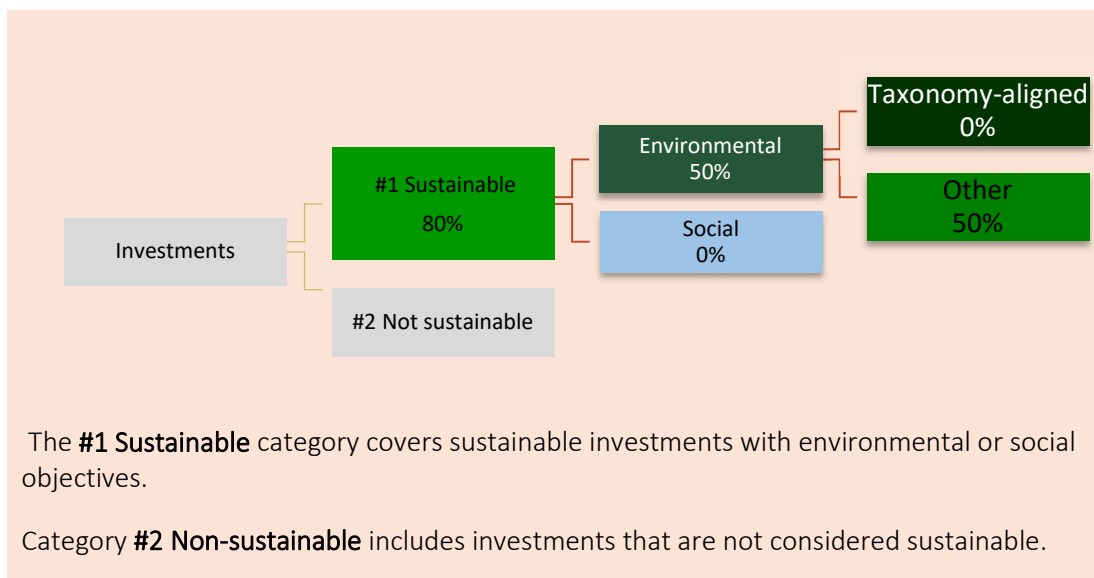 Taxonomy-aligned
0%
Environmental
50%
#1 Sustainable
80%
Other
50%
Social
0%
Investments
#2 Not sustainable
The #1 Sustainable category covers sustainable investments with environmental or social
objectives.
Category #2 Non-sustainable includes investments that are not considered sustainable.